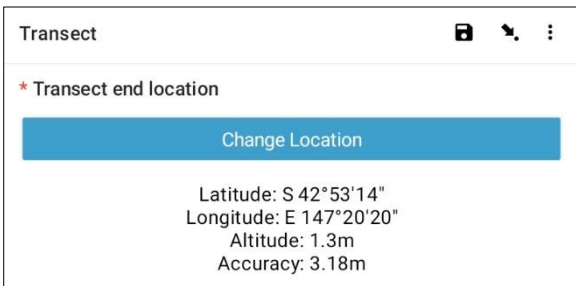 Transect
* Transect end location
Change Location
Latitude: S 42°53'14"
Longitude: E 147°20'20"
Altitude: 1.3m
Accuracy: 3.18m